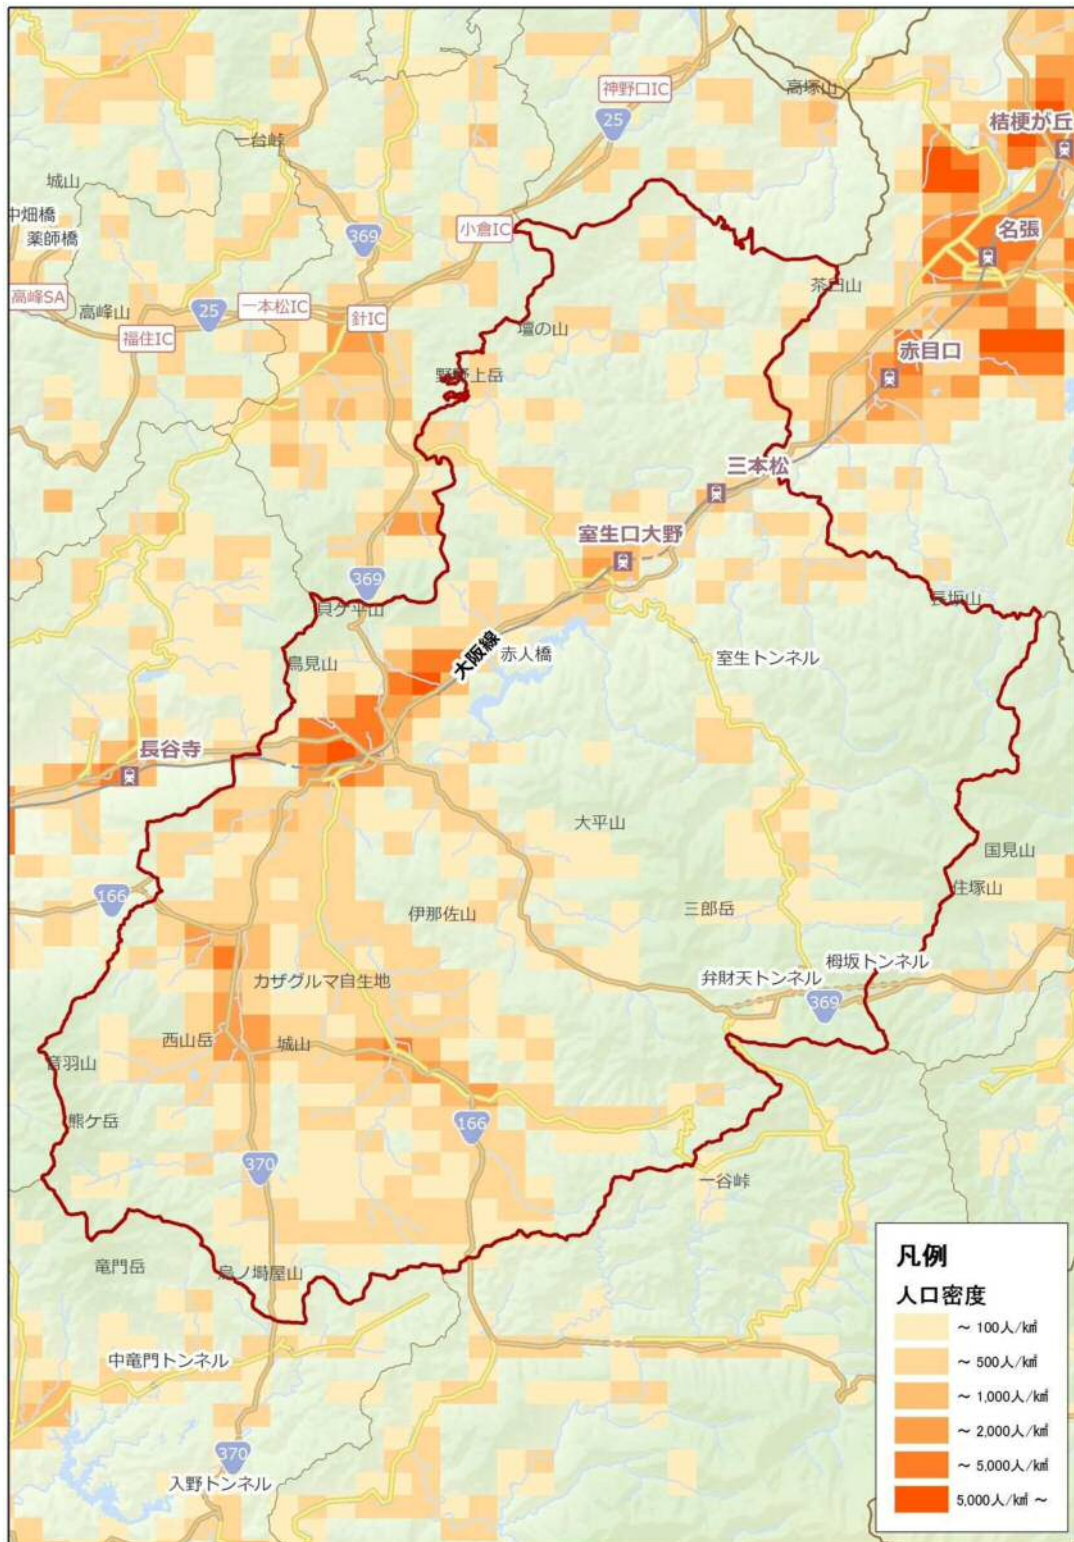 神野口IC
高塚山
25
桔梗が丘
一台峠
城山
中畑橋
薬師橋
369
小倉IC
名張
高峰SA
高峰山
25
一本松IC
針IC
福住IC
茶臼山
壇の山
赤目口
野野上岳
三本松
室生口大野
369
貝ケ平山
長坂山
鳥見山
大阪線
赤人橋
室生トンネル
長谷寺
大平山
国見山
住塚山
166
伊那佐山
三郎岳
カザグルマ自生地
弁財天トンネル
栂坂トンネル
369
西山岳
城山
音羽山
熊ケ岳
166
370
一谷峠
竜門岳
烏ノ塒屋山
中竜門トンネル
370
入野トンネル
凡例
人口密度
～ 100人/k㎡
～ 500人/k㎡
～ 1,000人/k㎡
～ 2,000人/k㎡
～ 5,000人/k㎡
5,000人/k㎡ ～